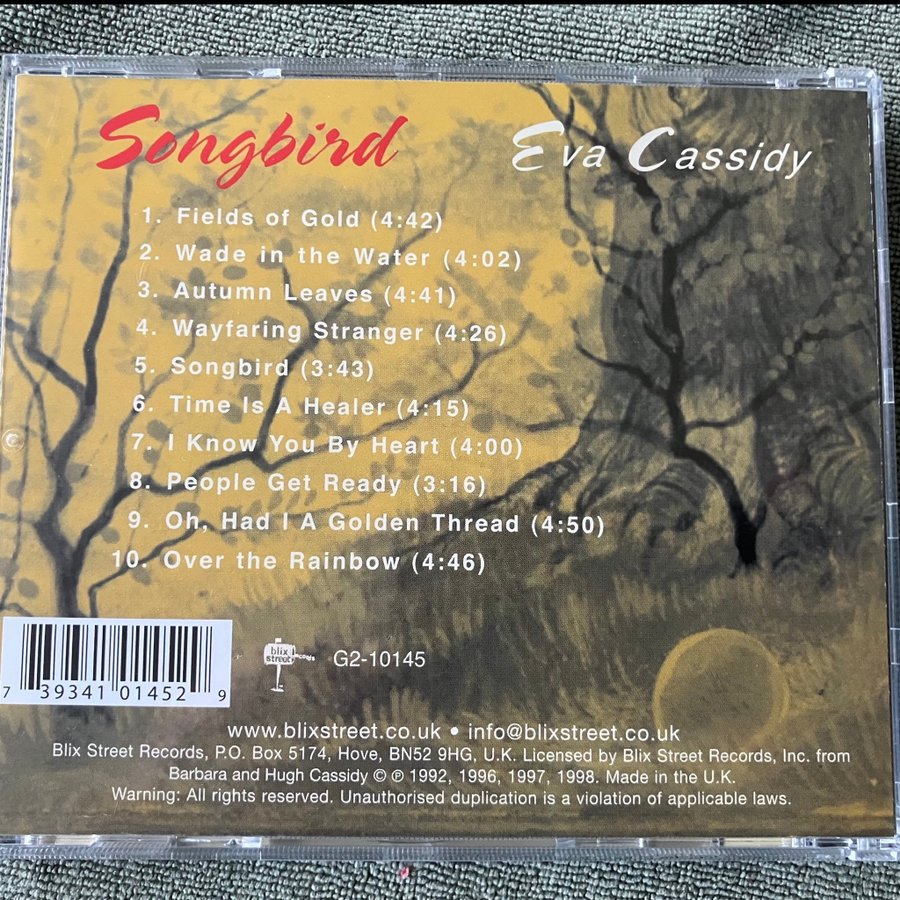 Songbird
Eva Cassidy
1. Fields of Gold (4:42)
2. Wade in the Water (4:02)
3. Autumn Leaves (4:41)
4. Wayfaring Stranger (4:26)
5. Songbird (3:43)
6. Time Is A Healer (4:15)
7. I Know You By Heart (4:00)
8. People Get Ready (3:16)
9. Oh, Had I A Golden Thread (4:50)
10. Over the Rainbow (4:46)
7 39341 01452 9
blix
street records
G2-10145
www.blixstreet.co.uk • info@blixstreet.co.uk
Blix Street Records, P.O. Box 5174, Hove, BN52 9HG, U.K. Licensed by Blix Street Records, Inc. from
Barbara and Hugh Cassidy © ℗ 1992, 1996, 1997, 1998. Made in the U.K.
Warning: All rights reserved. Unauthorised duplication is a violation of applicable laws.